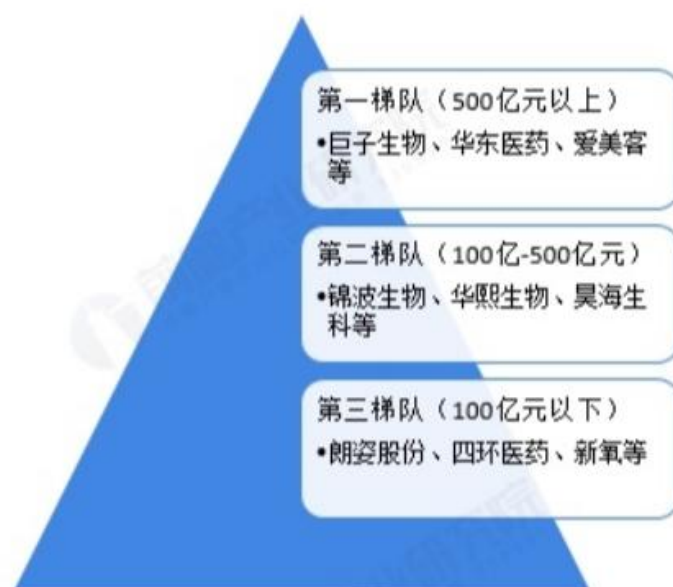 第一梯队（500亿元以上）
•巨子生物、华东医药、爱美客
等
第二梯队（100亿-500亿元）
•锦波生物、华熙生物、昊海生
科等
第三梯队（100亿元以下）
•朗姿股份、四环医药、新氧等